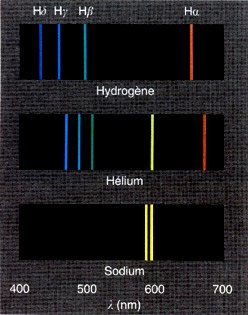 Hδ Hγ Hβ Hα
Hydrogène
Hélium
Sodium
400 500 600 700
λ (nm)